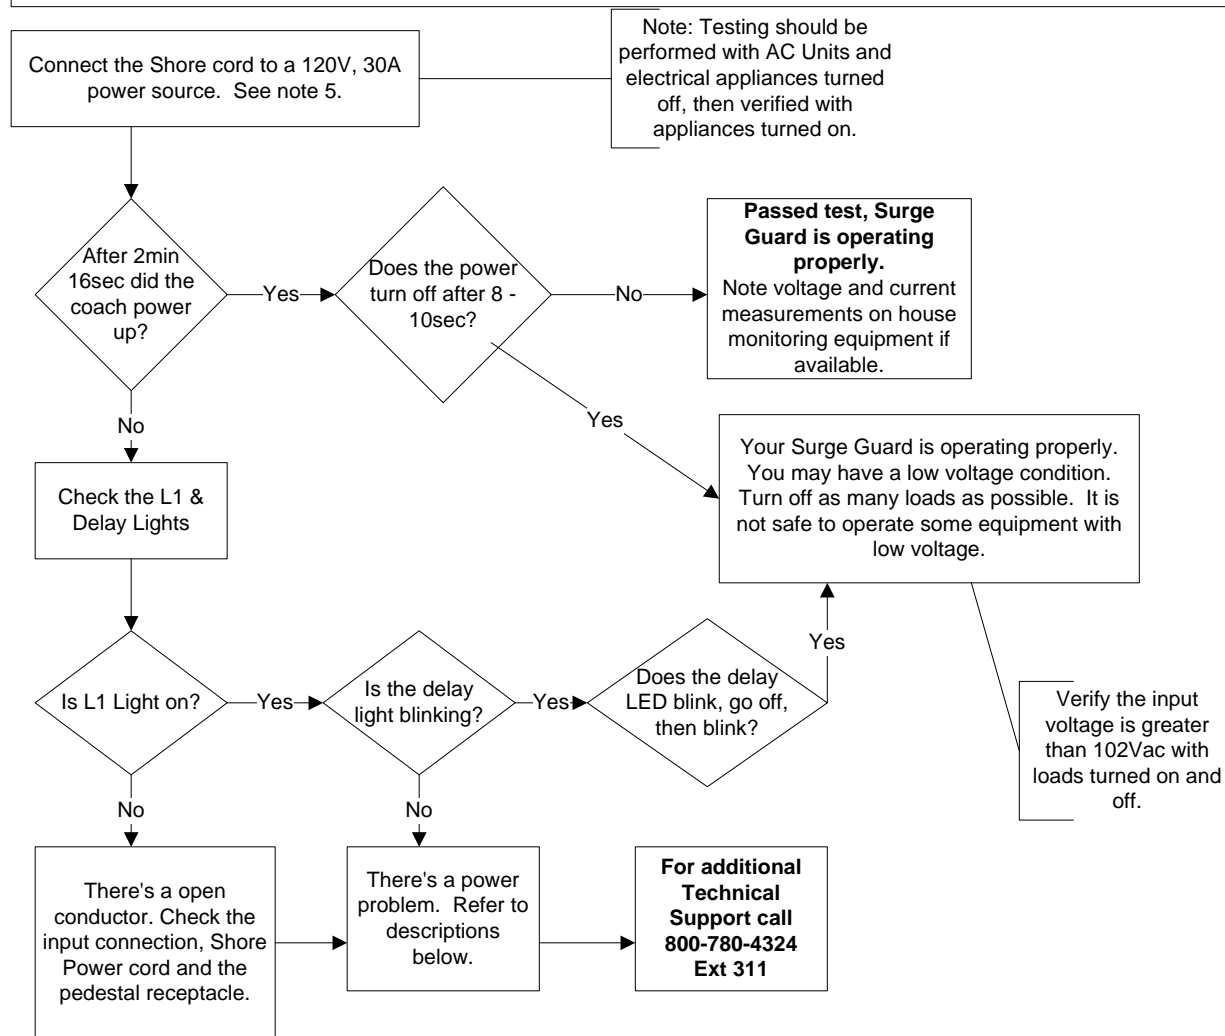 Connect the Shore cord to a 120V, 30A
power source.  See note 5.
Note: Testing should be
performed with AC Units and
electrical appliances turned
off, then verified with
appliances turned on.
After 2min
16sec did the
coach power
up?
Yes
Does the power
turn off after 8 -
10sec?
No
Passed test, Surge
Guard is operating
properly.
Note voltage and current
measurements on house
monitoring equipment if
available.
No
Yes
Your Surge Guard is operating properly.
You may have a low voltage condition.
Turn off as many loads as possible.  It is
not safe to operate some equipment with
low voltage.
Check the L1 &
Delay Lights
Is L1 Light on?
Yes
Is the delay
light blinking?
Yes
Does the delay
LED blink, go off,
then blink?
Yes
Verify the input
voltage is greater
than 102Vac with
loads turned on and
off.
No
No
There's a open
conductor. Check the
input connection, Shore
Power cord and the
pedestal receptacle.
There's a power
problem.  Refer to
descriptions
below.
For additional
Technical
Support call
800-780-4324
Ext 311